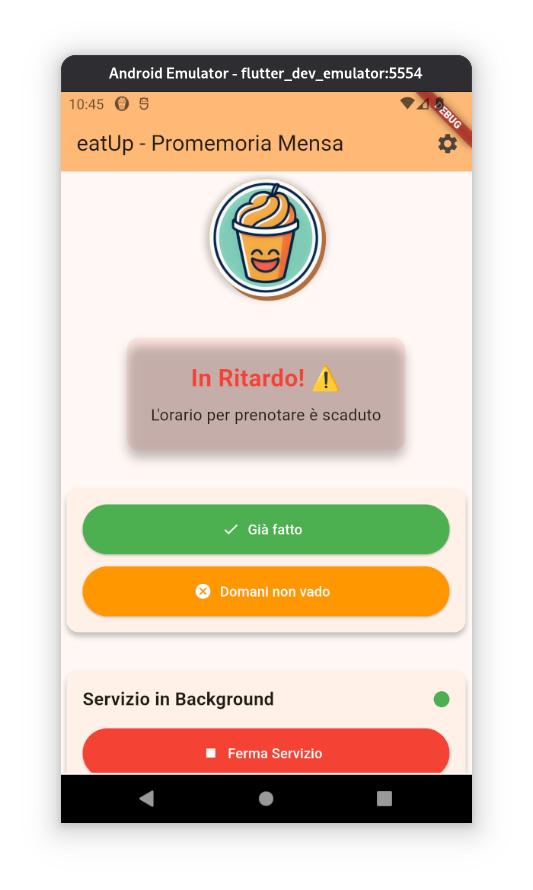 Android Emulator - flutter_dev_emulator:5554
10:45
DEBUG
eatUp - Promemoria Mensa
In Ritardo! ⚠️
L'orario per prenotare è scaduto
Già fatto
Domani non vado
Servizio in Background
Ferma Servizio